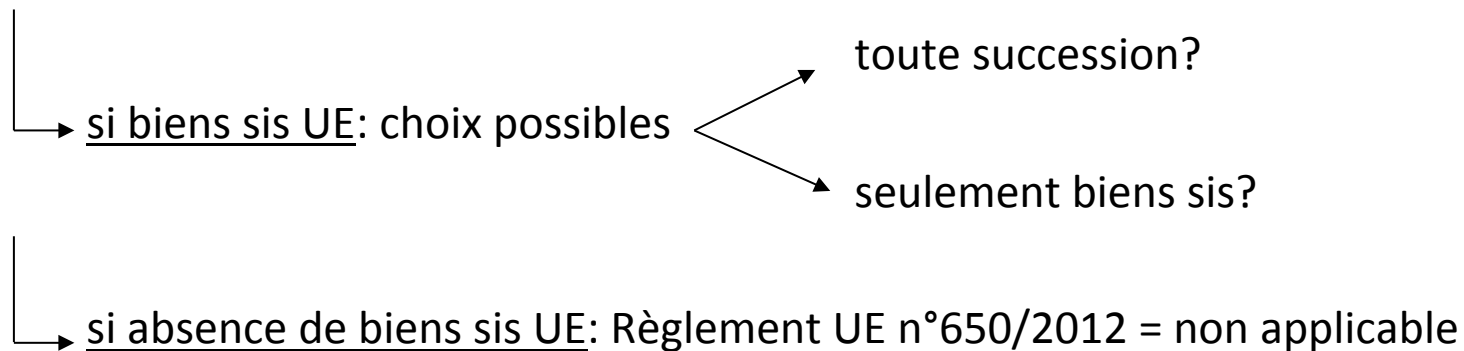 toute succession?
si biens sis UE: choix possibles
seulement biens sis?
si absence de biens sis UE: Règlement UE n°650/2012 = non applicable